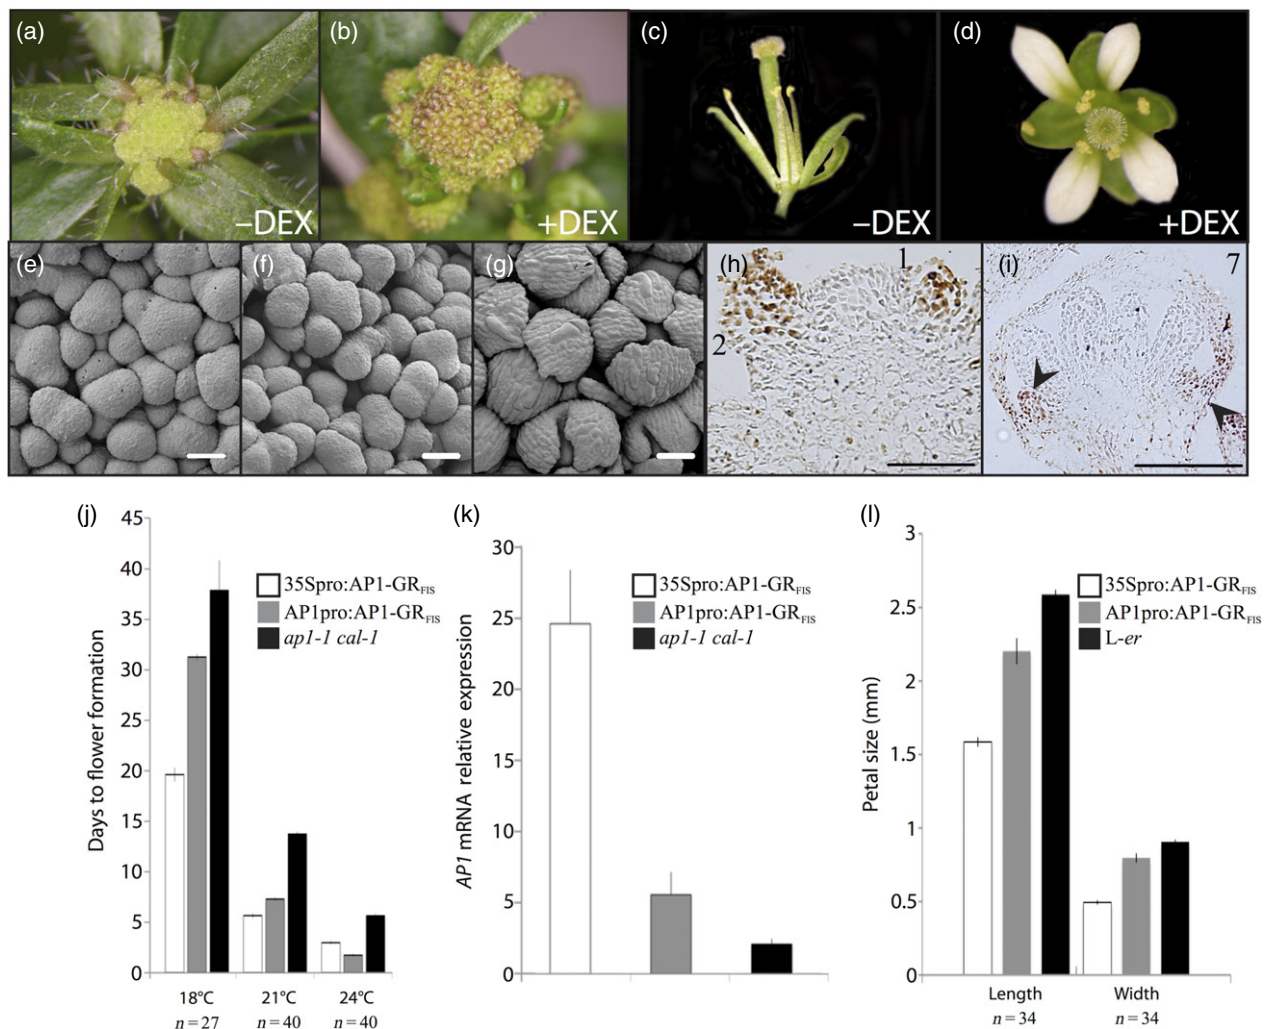 (a)
−DEX
(b)
+DEX
(c)
−DEX
(d)
+DEX
(e)
(f)
(g)
(h)
1
2
(i)
7
(j)
45
40
35
30
25
20
15
10
5
0
Days to flower formation
35Spro:AP1-GRFIS
AP1pro:AP1-GRFIS
ap1-1 cal-1
18°C
21°C
24°C
n = 27
n = 40
n = 40
(k)
30
25
20
15
10
5
0
AP1 mRNA relative expression
35Spro:AP1-GRFIS
AP1pro:AP1-GRFIS
ap1-1 cal-1
(l)
3
2.5
2
1.5
1
0.5
0
Petal size (mm)
35Spro:AP1-GRFIS
AP1pro:AP1-GRFIS
L-er
Length
Width
n = 34
n = 34